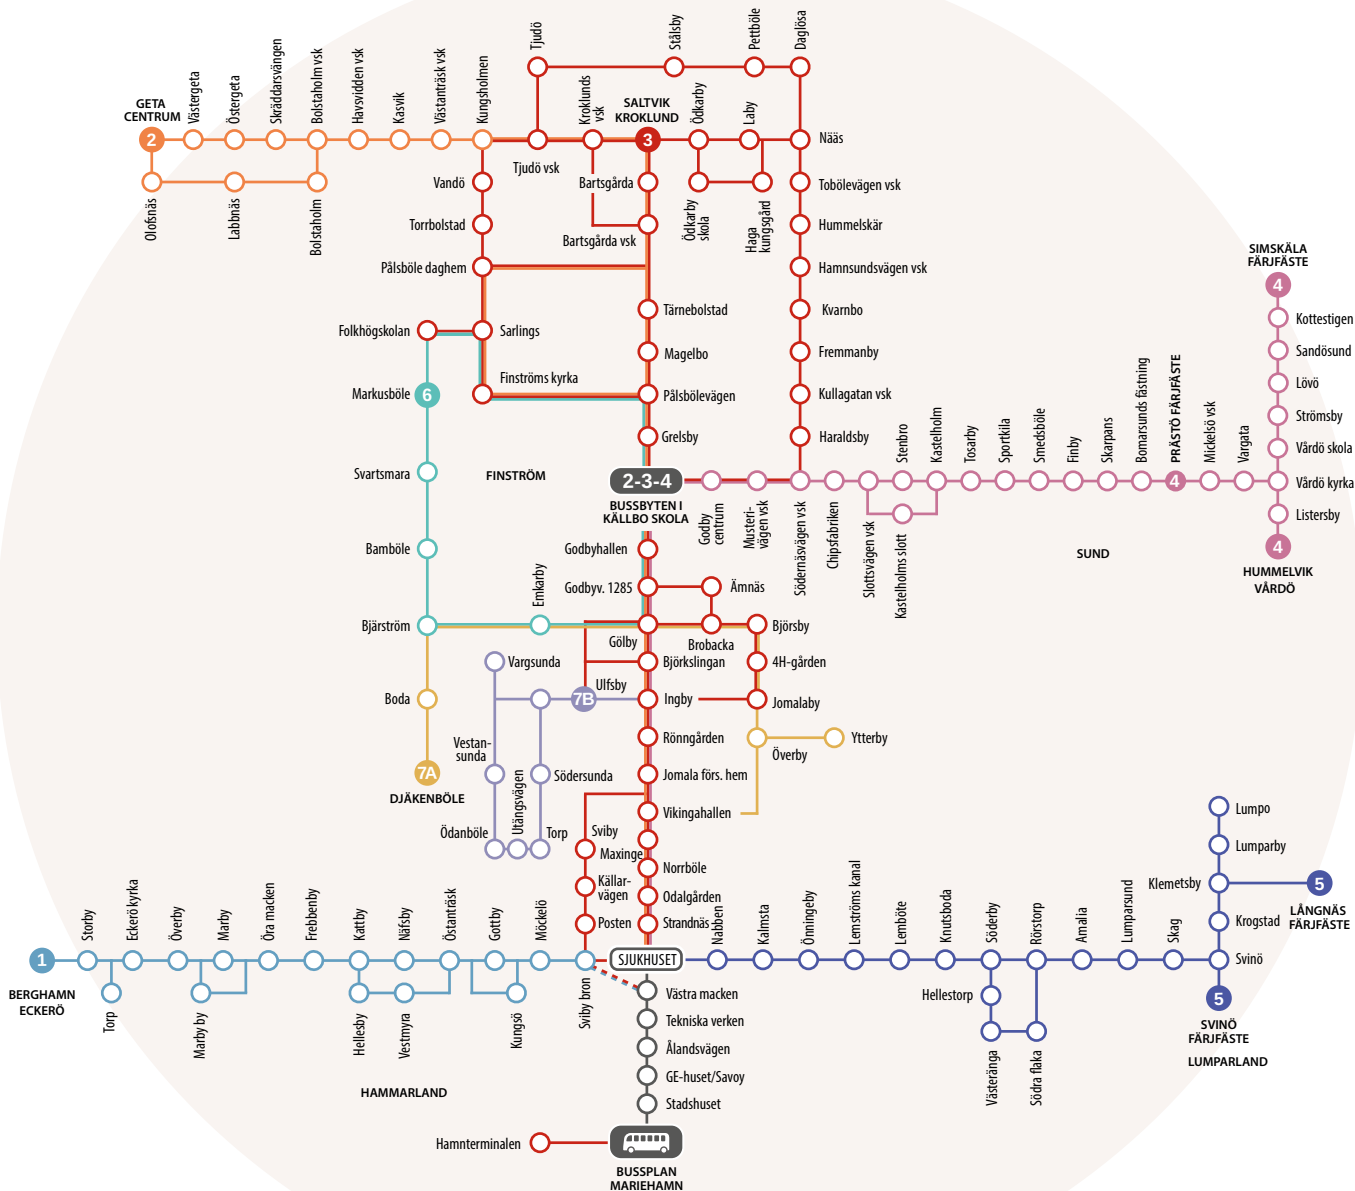 Tjudö
Stålsby
Pettböle
Daglösa
GETA
CENTRUM
Västergeta
Östergeta
Skräddarsvängen
Bolstaholm vsk
Havsvidden vsk
Kasvik
Västanträsk vsk
Kungsholmen
Kroklunds
vsk
SALTVIK
KROKLUND
Ödkarby
Laby
2
3
Nääs
Tjudö vsk
Olofsnäs
Labbnäs
Bolstaholm
Vandö
Bartsgårda
Ödkarby
skola
Haga
kungsgård
Tobölevägen vsk
Torrbolstad
Bartsgårda vsk
Hummelskär
Pålsböle daghem
Hamnsundsvägen vsk
SIMSKÄLA
FÄRJFÄSTE
4
Tärnebolstad
Kvarnbo
Kottestigen
Folkhögskolan
Sarlings
Magelbo
Fremmanby
Sandösund
Finströms kyrka
Lövö
Markusböle
6
Pålsbölevägen
Kullagatan vsk
Strömsby
Grelsby
Haraldsby
Vårdö skola
Svartsmara
FINSTRÖM
2-3-4
BUSSBYTEN I
KÄLLBO SKOLA
Godby
centrum
Musteri-
vägen vsk
Södernäsvägen vsk
Chipsfabriken
Slottsvägen vsk
Stenbro
Kastelholms slott
Kastelholm
Tosarby
Sportkila
Smedsböle
Finby
Skarpans
Bomarsunds fästning
PRÄSTÖ FÄRJFÄSTE
4
Mickelsö vsk
Vargata
Vårdö kyrka
Listersby
4
HUMMELVIK
VÅRDÖ
SUND
Bamböle
Godbyhallen
Godbyv. 1285
Ämnäs
Emkarby
Bjärström
Gölby
Brobacka
Björsby
Vargsunda
Björkslingan
4H-gården
Ulfsby
7B
Boda
Ingby
Jomalaby
Rönngården
Överby
Ytterby
Vestan-
sunda
Södersunda
Jomala förs. hem
7A
DJÄKENBÖLE
Utängsvägen
Vikingahallen
Ödanböle
Torp
Sviby
Maxinge
Norrböle
Källar-
vägen
Odalgården
Posten
Strandnäs
Lumpo
Lumparby
Klemetsby
5
LÅNGNÄS
FÄRJFÄSTE
Krogstad
1
BERGHAMN
ECKERÖ
Storby
Torp
Eckerö kyrka
Överby
Marby by
Marby
Öra macken
Frebbenby
Kattby
Hellesby
Näfsby
Vestmyra
Östanträsk
Gottby
Kungsö
Möckelö
Sviby bron
SJUKHUSET
Nabben
Kalmsta
Önningeby
Lemströms kanal
Lemböte
Knutsboda
Söderby
Rörstorp
Amalia
Lumparsund
Skag
Svinö
Hellestorp
Västeränga
Södra flaka
5
SVINÖ
FÄRJFÄSTE
LUMPARLAND
HAMMARLAND
Västra macken
Tekniska verken
Ålandsvägen
GE-huset/Savoy
Stadshuset
Hamnterminalen
BUSSPLAN
MARIEHAMN